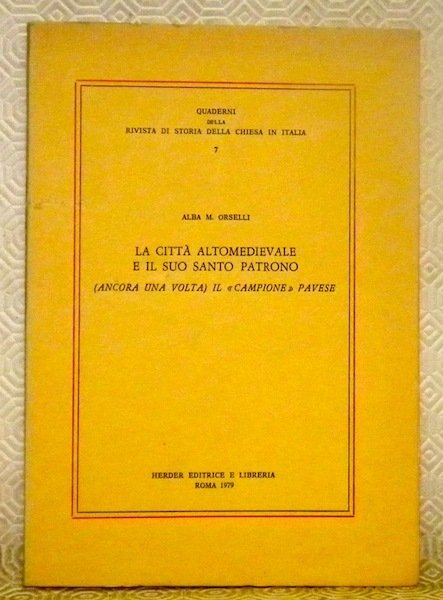 QUADERNI
DELLA
RIVISTA DI STORIA DELLA CHIESA IN ITALIA
7
ALBA M. ORSELLI
LA CITTÀ ALTOMEDIEVALE
E IL SUO SANTO PATRONO
(ANCORA UNA VOLTA) IL «CAMPIONE» PAVESE
HERDER EDITRICE E LIBRERIA
ROMA 1979